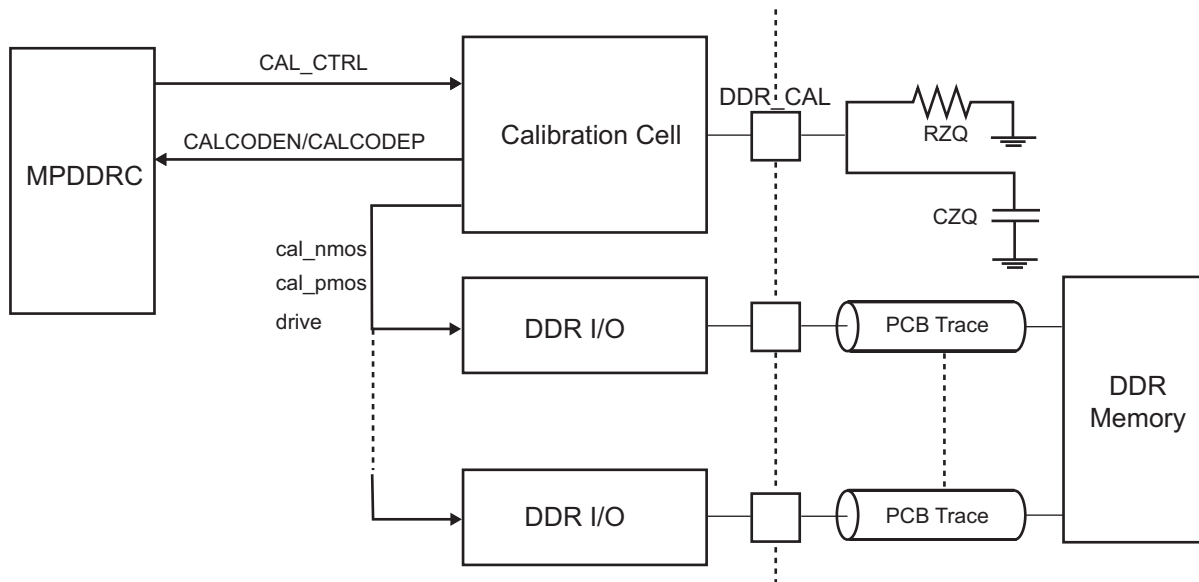 CAL_CTRL
DDR_CAL
Calibration Cell
RZQ
CALCODEN/CALCODEP
MPDDRC
CZQ
cal_nmos
cal_pmos
drive
DDR I/O
PCB Trace
DDR
Memory
DDR I/O
PCB Trace